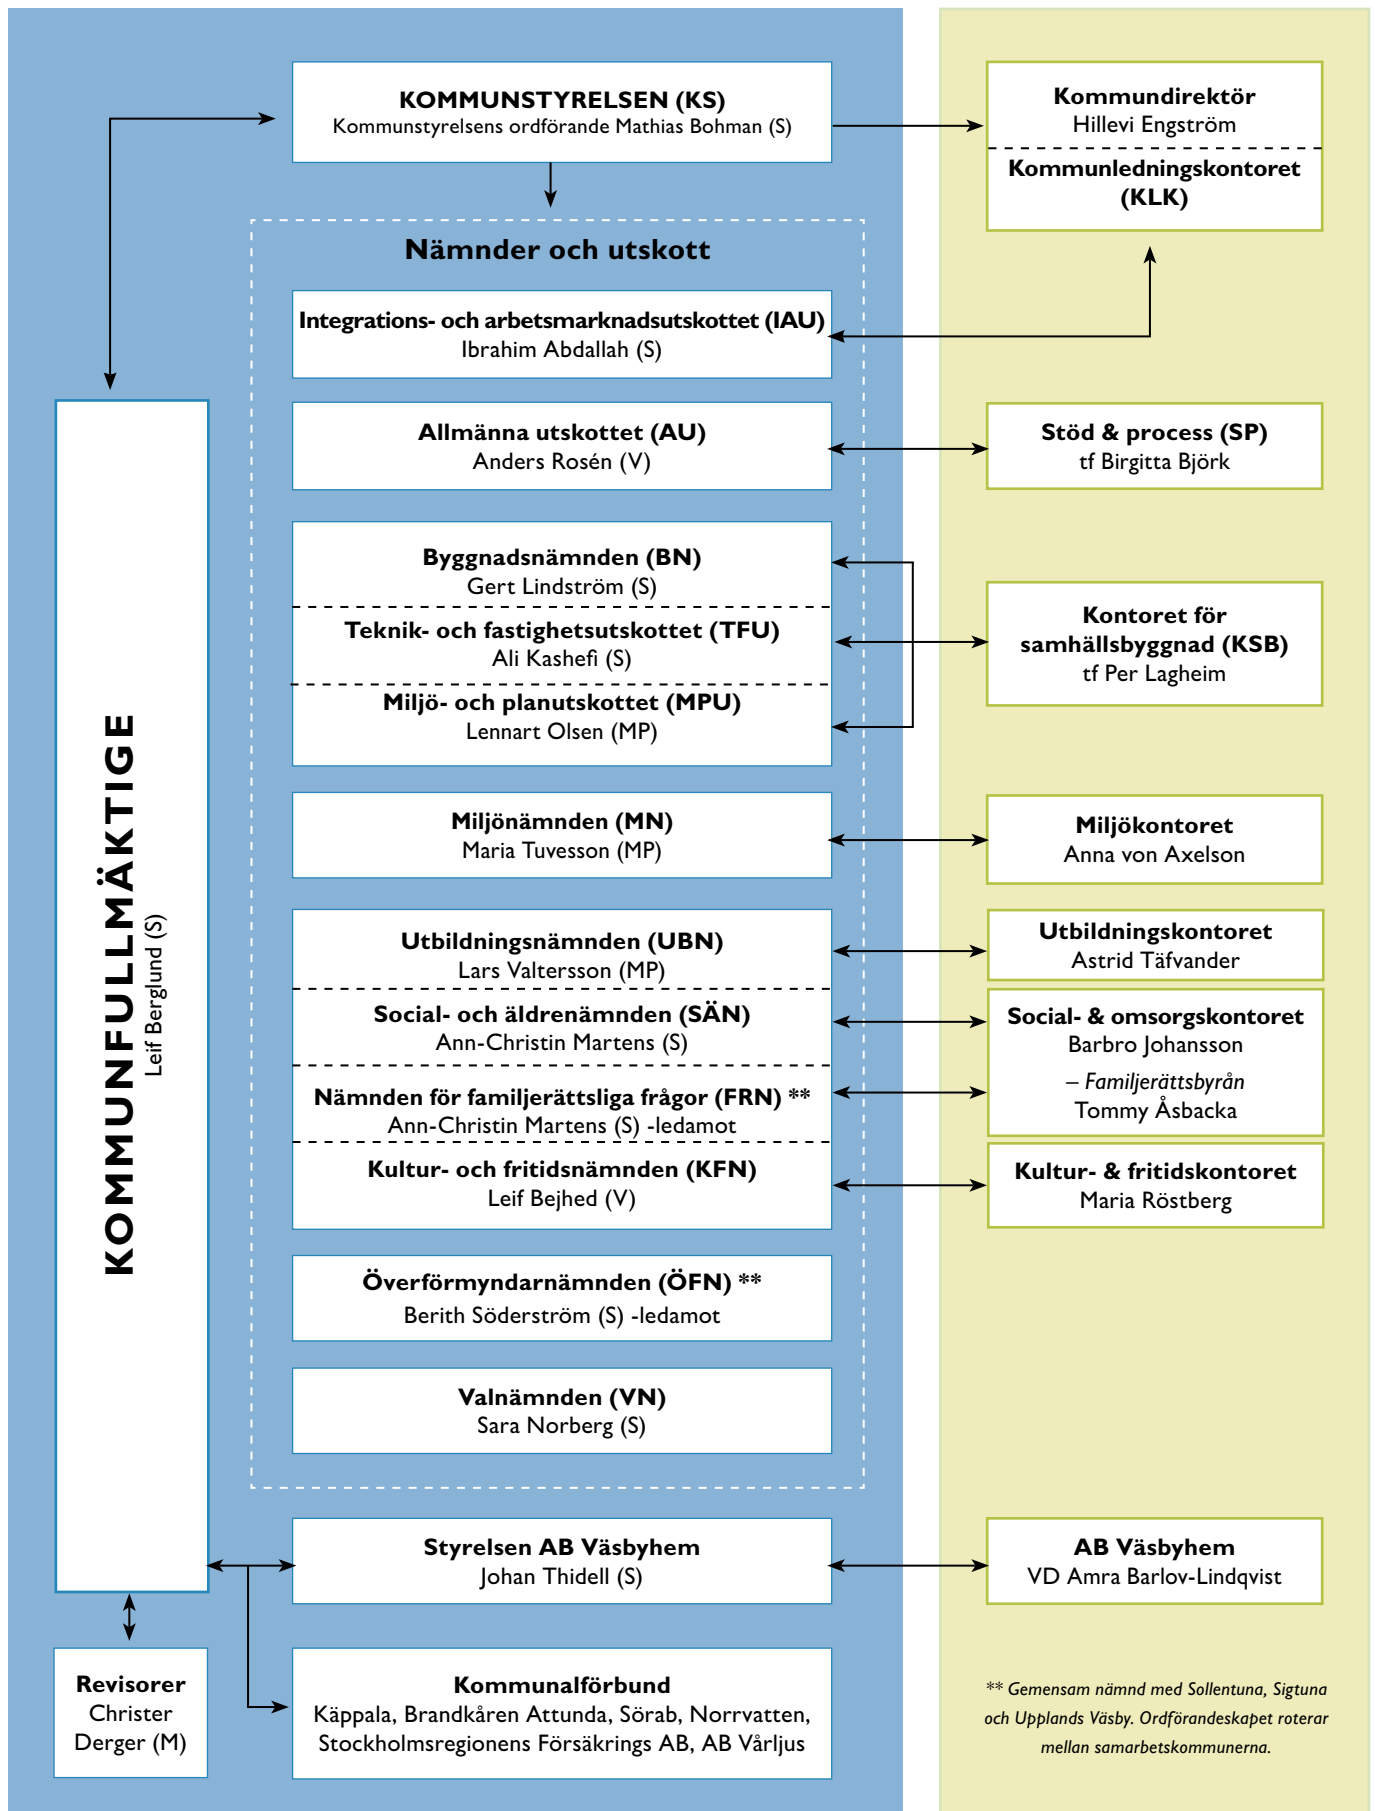 KOMMUNSTYRELSEN (KS)
Kommunstyrelsens ordförande Mathias Bohman (S)
Kommundirektör
Hillevi Engström
Kommunledningskontoret
(KLK)
Nämnder och utskott
Integrations- och arbetsmarknadsutskottet (IAU)
Ibrahim Abdallah (S)
Allmänna utskottet (AU)
Anders Rosén (V)
Stöd & process (SP)
tf Birgitta Björk
Byggnadsnämnden (BN)
Gert Lindström (S)
Teknik- och fastighetsutskottet (TFU)
Ali Kashefi (S)
Miljö- och planutskottet (MPU)
Lennart Olsen (MP)
Kontoret för
samhällsbyggnad (KSB)
tf Per Lagheim
KOMMUNFULLMÄKTIGE
Leif Berglund (S)
Miljönämnden (MN)
Maria Tuvesson (MP)
Miljökontoret
Anna von Axelson
Utbildningsnämnden (UBN)
Lars Valtersson (MP)
Utbildningskontoret
Astrid Täfvander
Social- och äldrenämnden (SÄN)
Ann-Christin Martens (S)
Social- & omsorgskontoret
Barbro Johansson
– Familjerättsbyrån
Tommy Åsbacka
Nämnden för familjerättsliga frågor (FRN) **
Ann-Christin Martens (S) -ledamot
Kultur- och fritidsnämnden (KFN)
Leif Bejhed (V)
Kultur- & fritidskontoret
Maria Röstberg
Överförmyndarnämnden (ÖFN) **
Berith Söderström (S) -ledamot
Valnämnden (VN)
Sara Norberg (S)
Styrelsen AB Väsbyhem
Johan Thidell (S)
AB Väsbyhem
VD Amra Barlov-Lindqvist
Revisorer
Christer
Derger (M)
Kommunalförbund
Käppala, Brandkåren Attunda, Sörab, Norrvatten,
Stockholmsregionens Försäkrings AB, AB Vårljus
** Gemensam nämnd med Sollentuna, Sigtuna
och Upplands Väsby. Ordförandeskapet roterar
mellan samarbetskommunerna.